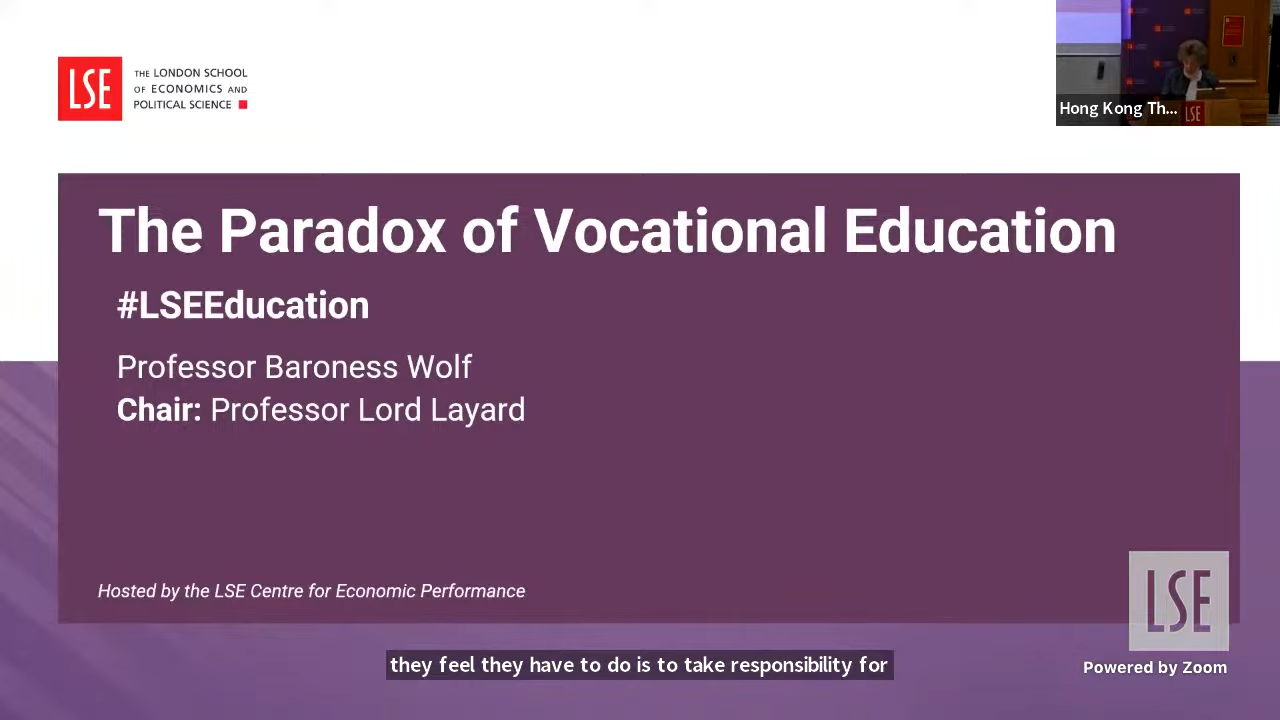 LSE
THE LONDON SCHOOL
OF ECONOMICS AND
POLITICAL SCIENCE
Hong Kong Th...
LSE
The Paradox of Vocational Education
#LSEEducation
Professor Baroness Wolf
Chair: Professor Lord Layard
Hosted by the LSE Centre for Economic Performance
LSE
they feel they have to do is to take responsibility for
Powered by Zoom